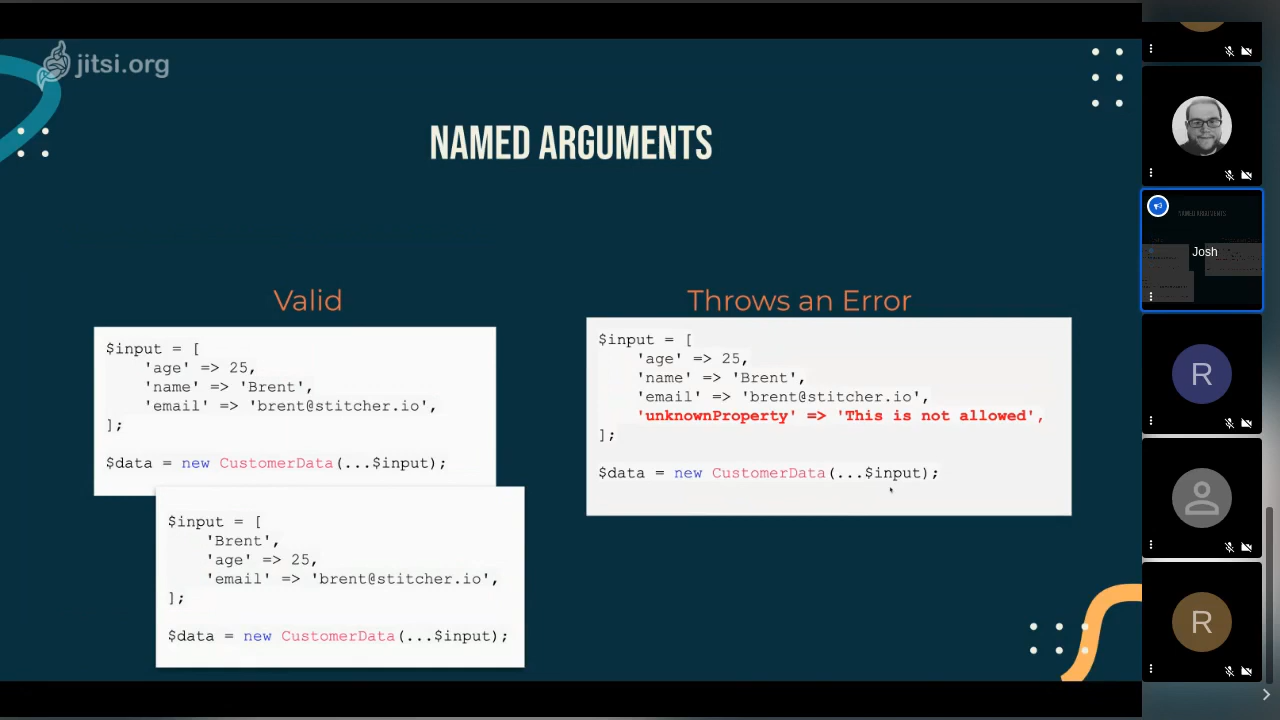 jitsi.org
NAMED ARGUMENTS
Valid
$input = [
'age' => 25,
'name' => 'Brent',
'email' => 'brent@stitcher.io',
];
$data = new CustomerData(...$input);
$input = [
'Brent',
'age' => 25,
'email' => 'brent@stitcher.io',
];
$data = new CustomerData(...$input);
Throws an Error
$input = [
'age' => 25,
'name' => 'Brent',
'email' => 'brent@stitcher.io',
'unknownProperty' => 'This is not allowed',
];
$data = new CustomerData(...$input);
NAMED ARGUMENTS
Josh
R
R